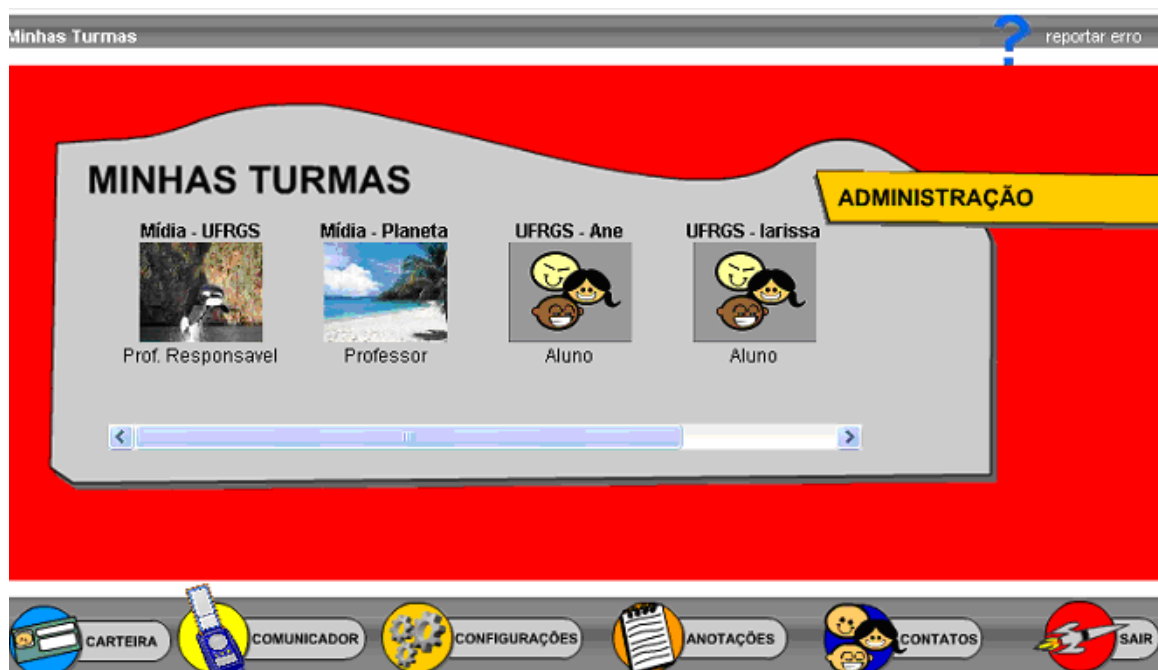 Minhas Turmas
reportar erro
MINHAS TURMAS
ADMINISTRAÇÃO
Mídia - UFRGS
Mídia - Planeta
UFRGS - Ane
UFRGS - larissa
Prof. Responsavel
Professor
Aluno
Aluno
CARTEIRA
COMUNICADOR
CONFIGURAÇÕES
ANOTAÇÕES
CONTATOS
SAIR